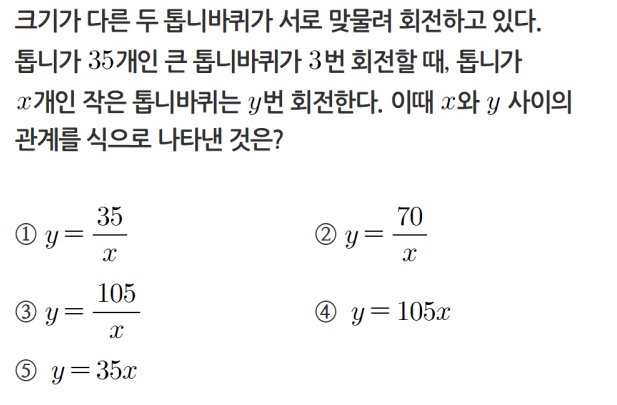 크기가 다른 두 톱니바퀴가 서로 맞물려 회전하고 있다.
톱니가 35개인 큰 톱니바퀴가 3번 회전할 때, 톱니가
x개인 작은 톱니바퀴는 y번 회전한다. 이때 x와 y 사이의
관계를 식으로 나타낸 것은?
① y = 35/x ② y = 70/x
③ y = 105/x ④ y = 105x
⑤ y = 35x